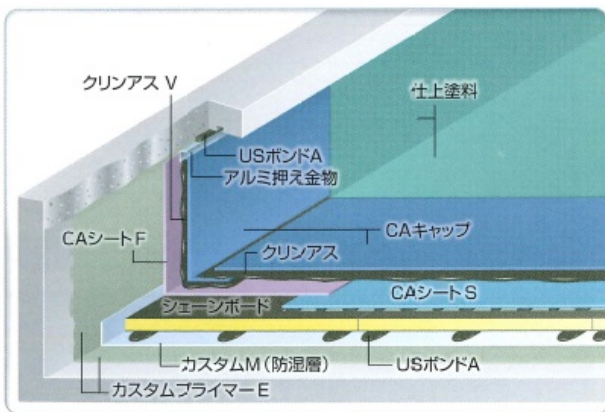 クリンアス V
仕上塗料
USボンドA
アルミ押え金物
CAシートF
CAキャップ
クリンアス
シェーンボード
CAシートS
カスタムM（防湿層）
USボンドA
カスタムプライマーE